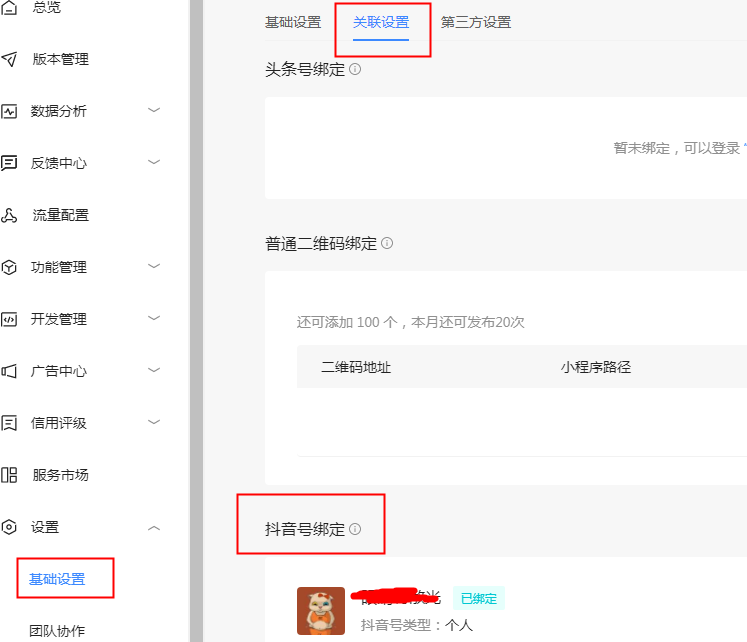 总览
版本管理
数据分析
反馈中心
流量配置
功能管理
开发管理
广告中心
信用评级
服务市场
设置
基础设置
团队协作
基础设置 关联设置 第三方设置
头条号绑定
暂未绑定，可以登录 "
普通二维码绑定
还可添加 100 个，本月还可发布20次
二维码地址 小程序路径
抖音号绑定
已绑定
抖音号类型：个人